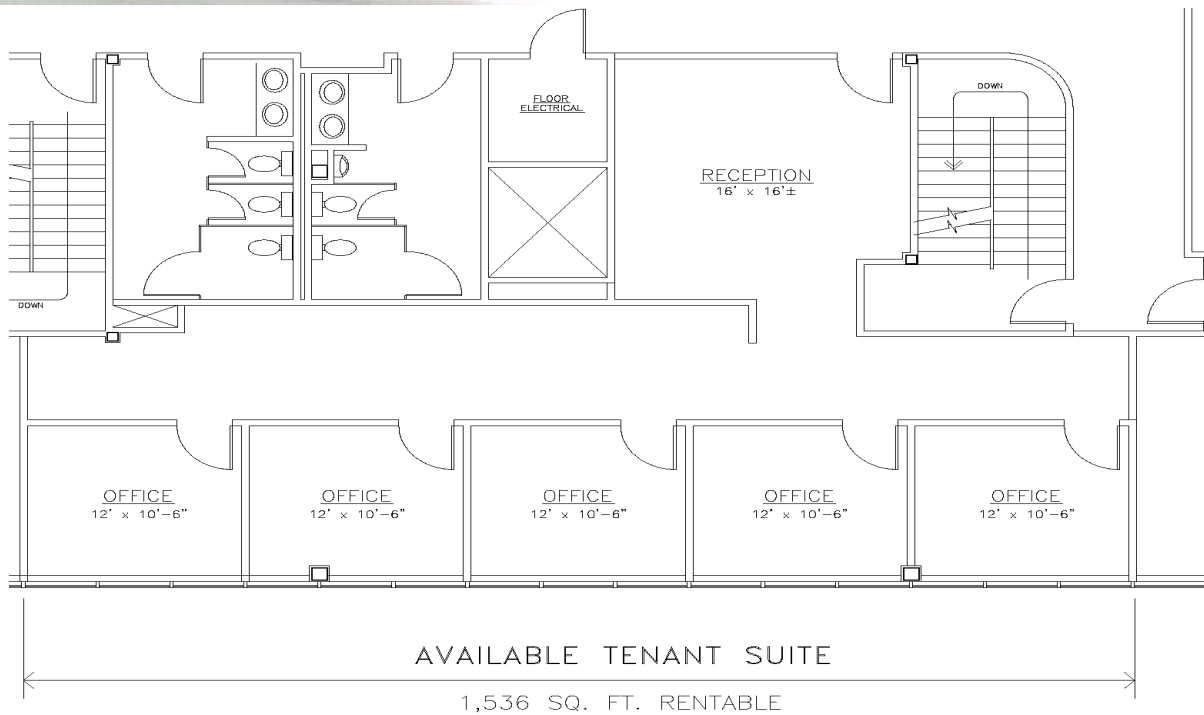 DOWN
FLOOR
ELECTRICAL
RECEPTION
16' x 16'±
DOWN
OFFICE
12' x 10'-6"
OFFICE
12' x 10'-6"
OFFICE
12' x 10'-6"
OFFICE
12' x 10'-6"
OFFICE
12' x 10'-6"
AVAILABLE TENANT SUITE
1,536 SQ. FT. RENTABLE